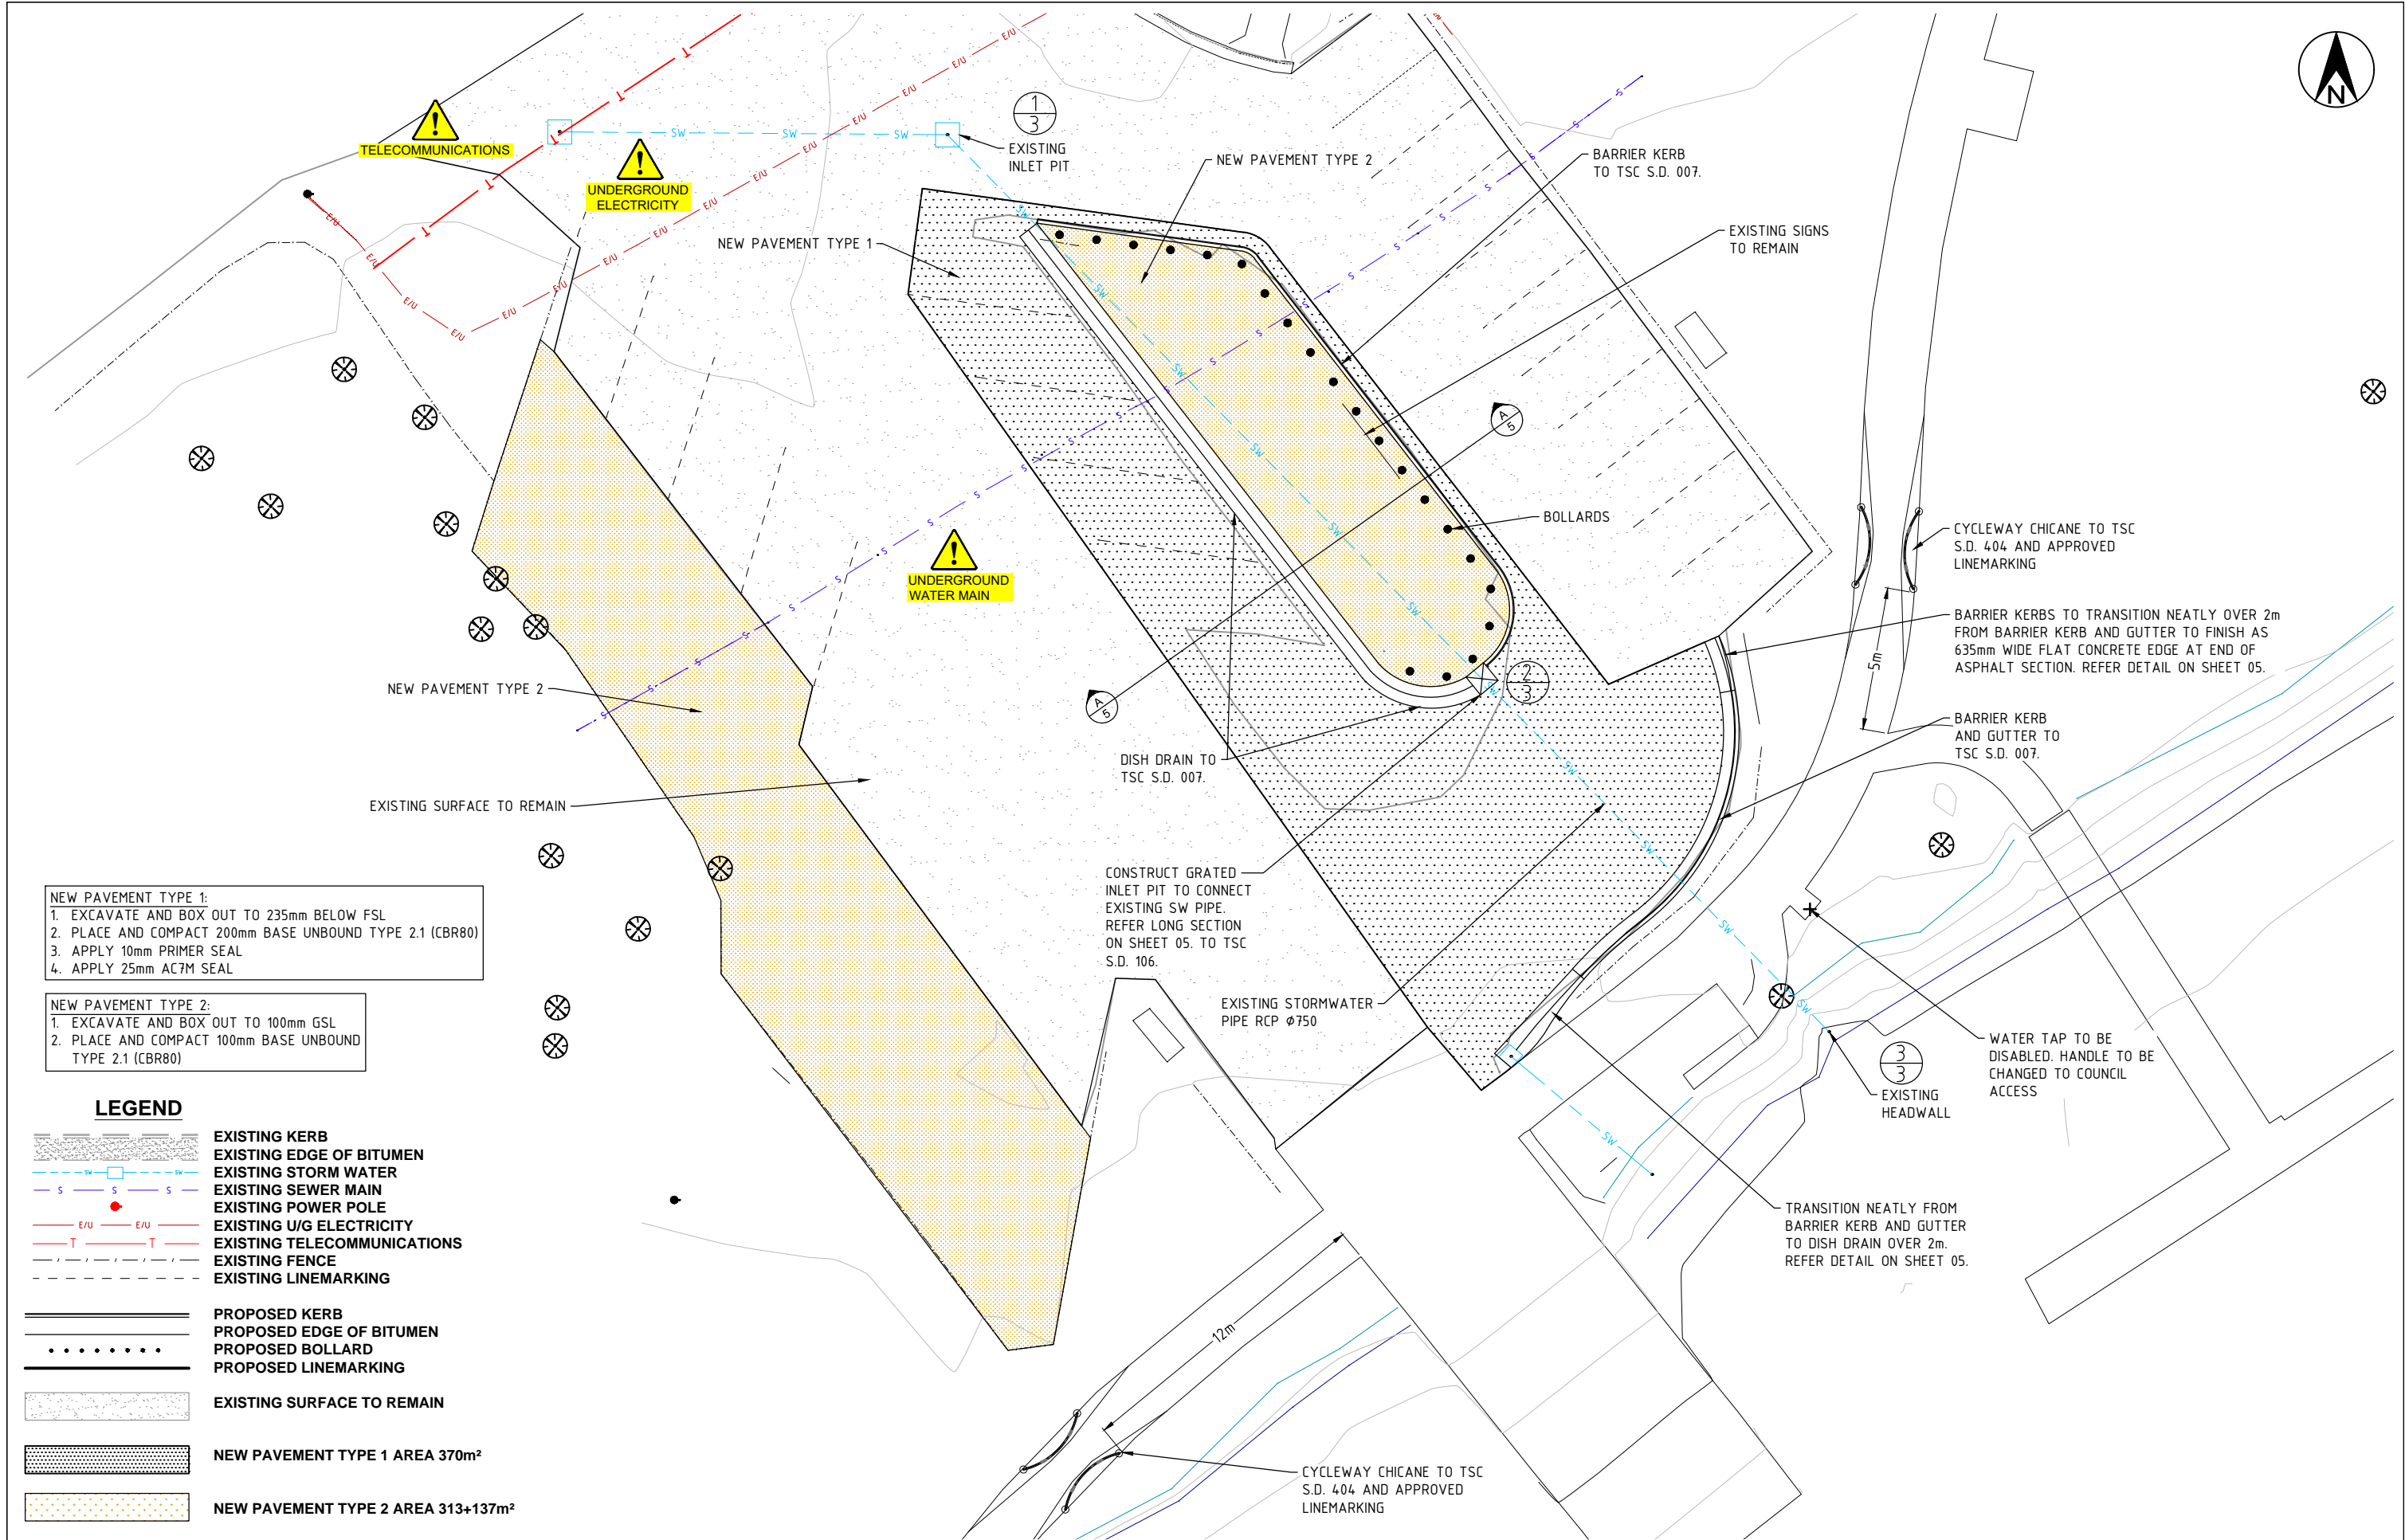 N
TELECOMMUNICATIONS
UNDERGROUND
ELECTRICITY
1
3
EXISTING
INLET PIT
NEW PAVEMENT TYPE 2
BARRIER KERB
TO TSC S.D. 007.
EXISTING SIGNS
TO REMAIN
NEW PAVEMENT TYPE 1
A
5
BOLLARDS
UNDERGROUND
WATER MAIN
CYCLEWAY CHICANE TO TSC
S.D. 404 AND APPROVED
LINEMARKING
BARRIER KERBS TO TRANSITION NEATLY OVER 2m
FROM BARRIER KERB AND GUTTER TO FINISH AS
635mm WIDE FLAT CONCRETE EDGE AT END OF
ASPHALT SECTION. REFER DETAIL ON SHEET 05.
5m
2
3
NEW PAVEMENT TYPE 2
A
5
BARRIER KERB
AND GUTTER TO
TSC S.D. 007.
DISH DRAIN TO
TSC S.D. 007.
EXISTING SURFACE TO REMAIN
CONSTRUCT GRATED
INLET PIT TO CONNECT
EXISTING SW PIPE.
REFER LONG SECTION
ON SHEET 05. TO TSC
S.D. 106.
EXISTING STORMWATER
PIPE RCP Ø750
NEW PAVEMENT TYPE 1:
1. EXCAVATE AND BOX OUT TO 235mm BELOW FSL
2. PLACE AND COMPACT 200mm BASE UNBOUND TYPE 2.1 (CBR80)
3. APPLY 10mm PRIMER SEAL
4. APPLY 25mm AC7M SEAL
NEW PAVEMENT TYPE 2:
1. EXCAVATE AND BOX OUT TO 100mm GSL
2. PLACE AND COMPACT 100mm BASE UNBOUND
TYPE 2.1 (CBR80)
WATER TAP TO BE
DISABLED. HANDLE TO BE
CHANGED TO COUNCIL
ACCESS
3
3
EXISTING
HEADWALL
TRANSITION NEATLY FROM
BARRIER KERB AND GUTTER
TO DISH DRAIN OVER 2m.
REFER DETAIL ON SHEET 05.
12m
CYCLEWAY CHICANE TO TSC
S.D. 404 AND APPROVED
LINEMARKING
LEGEND
EXISTING KERB
EXISTING EDGE OF BITUMEN
SW SW EXISTING STORM WATER
S S S EXISTING SEWER MAIN
EXISTING POWER POLE
E/U E/U EXISTING U/G ELECTRICITY
T T EXISTING TELECOMMUNICATIONS
EXISTING FENCE
EXISTING LINEMARKING
PROPOSED KERB
PROPOSED EDGE OF BITUMEN
PROPOSED BOLLARD
PROPOSED LINEMARKING
EXISTING SURFACE TO REMAIN
NEW PAVEMENT TYPE 1 AREA 370m²
NEW PAVEMENT TYPE 2 AREA 313+137m²